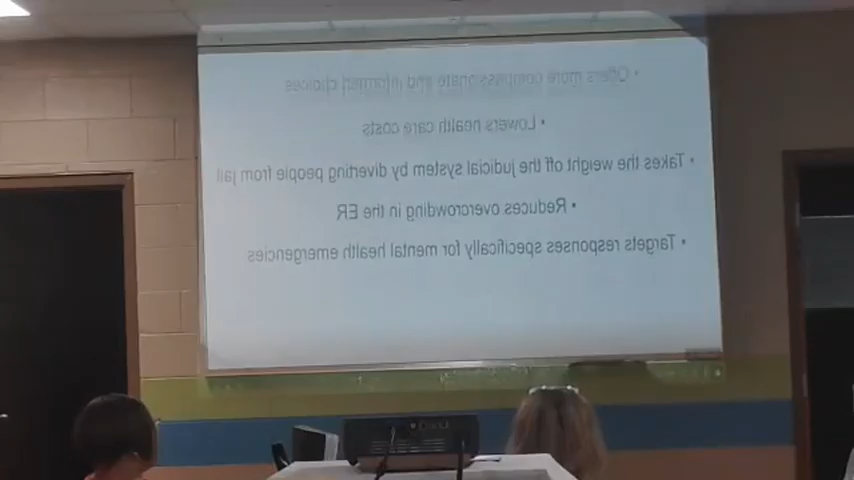 • Offers more compassionate and informed choices
• Lowers health care costs
• Takes the weight off the judicial system by diverting people from jail
• Reduces overcrowding in the ER
• Targets responses specifically for mental health emergencies